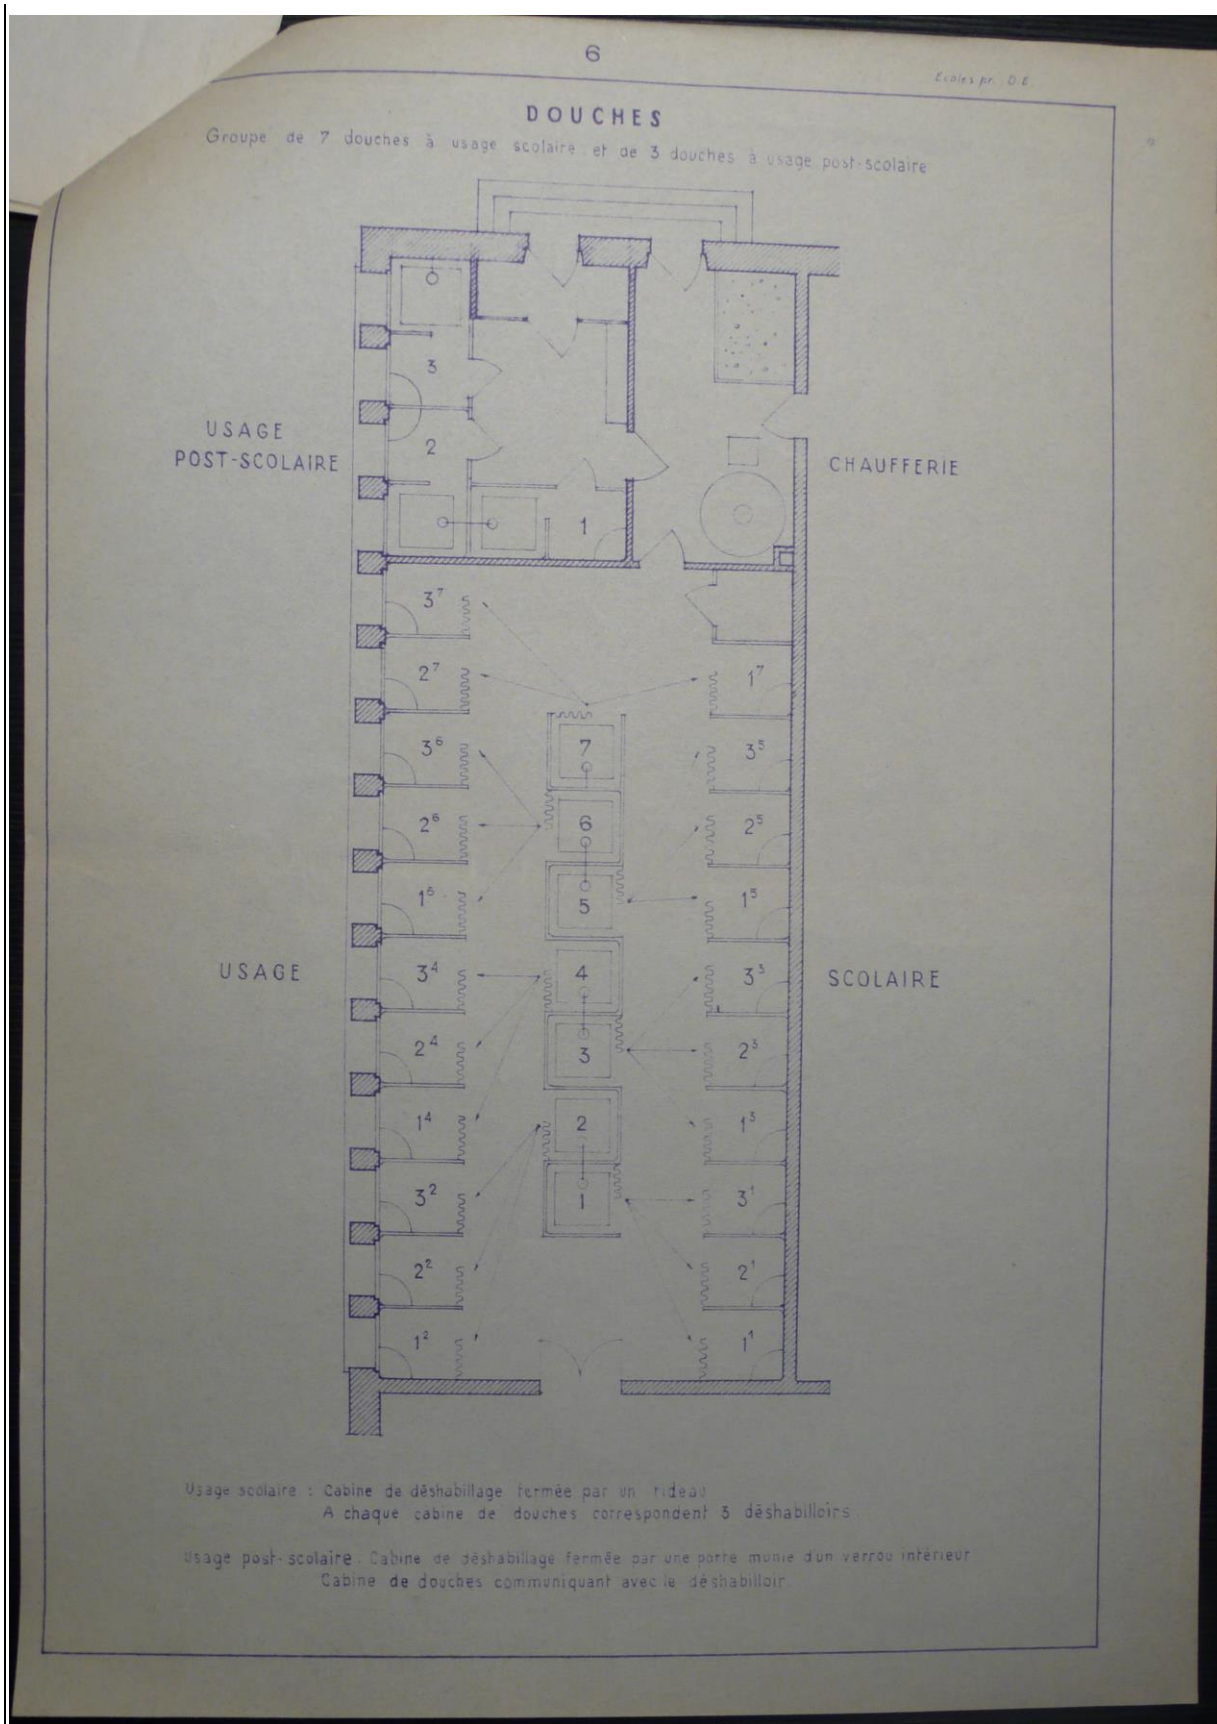 6
Ecoles pr. D.E
DOUCHES
Groupe de 7 douches à usage scolaire et de 3 douches à usage post-scolaire
3
2
1
USAGE
POST-SCOLAIRE
CHAUFFERIE
3⁷
2⁷ 1⁷
7
3⁶ 3⁵
6
2⁶ 2⁵
5
1⁶ 1⁵
4
3⁴ 3³
USAGE SCOLAIRE
3
2⁴ 2³
2
1⁴ 1³
1
3² 3¹
2² 2¹
1² 1¹
Usage scolaire : Cabine de déshabillage fermée par un rideau
A chaque cabine de douches correspondent 3 déshabilloirs.
Usage post-scolaire. Cabine de déshabillage fermée par une porte munie d'un verrou intérieur
Cabine de douches communiquant avec le déshabilloir.